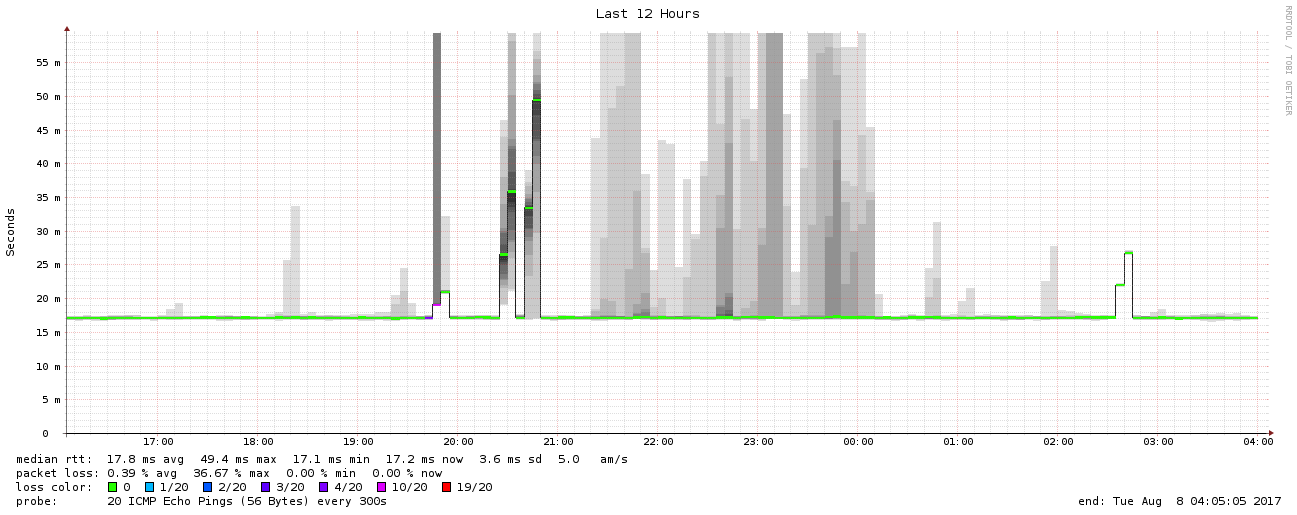 Last 12 Hours
RRDTOOL / TOBI OETIKER
Seconds
55 m
50 m
45 m
40 m
35 m
30 m
25 m
20 m
15 m
10 m
5 m
0
17:00 18:00 19:00 20:00 21:00 22:00 23:00 00:00 01:00 02:00 03:00 04:00
median rtt: 17.8 ms avg 49.4 ms max 17.1 ms min 17.2 ms now 3.6 ms sd 5.0 am/s
packet loss: 0.39 % avg 36.67 % max 0.00 % min 0.00 % now
loss color: 0 1/20 2/20 3/20 4/20 10/20 19/20
probe: 20 ICMP Echo Pings (56 Bytes) every 300s end: Tue Aug 8 04:05:05 2017